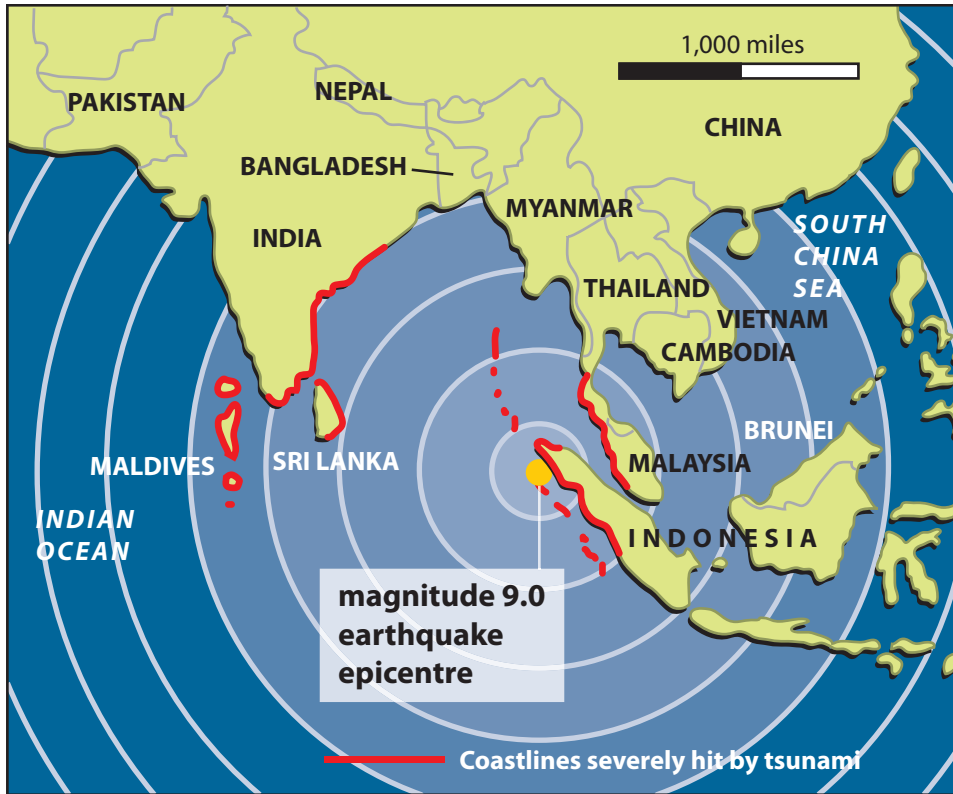 1,000 miles
PAKISTAN
NEPAL
CHINA
BANGLADESH
MYANMAR
INDIA
SOUTH
CHINA
SEA
THAILAND
VIETNAM
CAMBODIA
BRUNEI
MALDIVES
SRI LANKA
MALAYSIA
INDIAN
OCEAN
INDONESIA
magnitude 9.0
earthquake
epicentre
Coastlines severely hit by tsunami